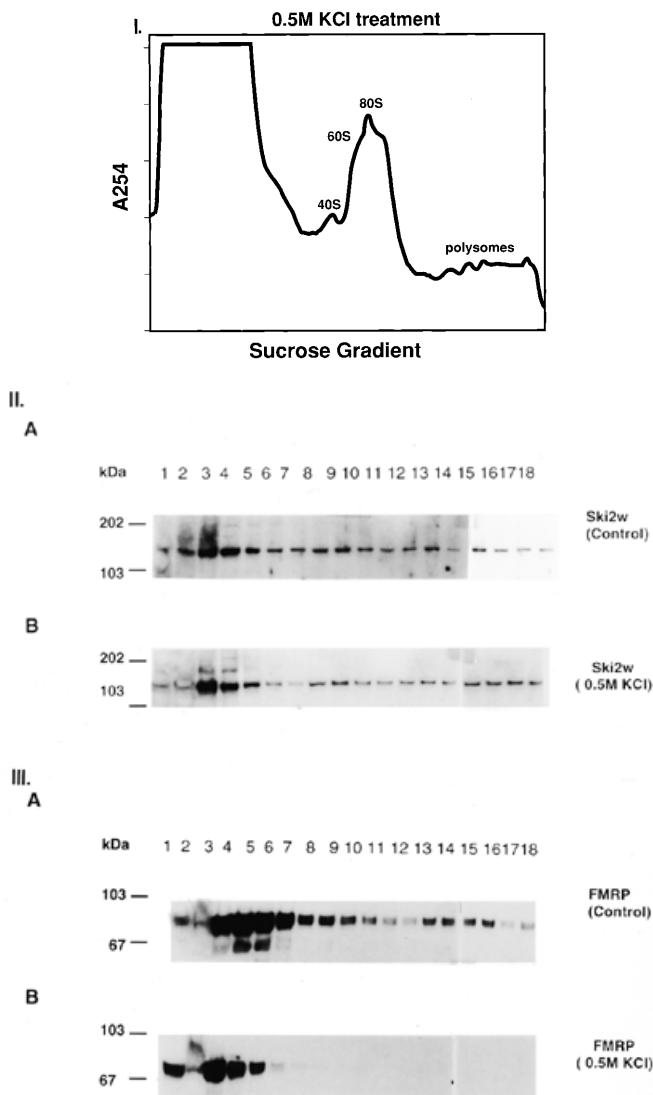 I.
0.5M KCl treatment
80S
60S
40S
polysomes
A254
Sucrose Gradient
II.
A
kDa 1 2 3 4 5 6 7 8 9 10 11 12 13 14 15 16 17 18
202
103
Ski2w
(Control)
B
202
103
Ski2w
( 0.5M KCl)
III.
A
kDa 1 2 3 4 5 6 7 8 9 10 11 12 13 14 15 16 17 18
103
67
FMRP
(Control)
B
103
67
FMRP
( 0.5M KCl)